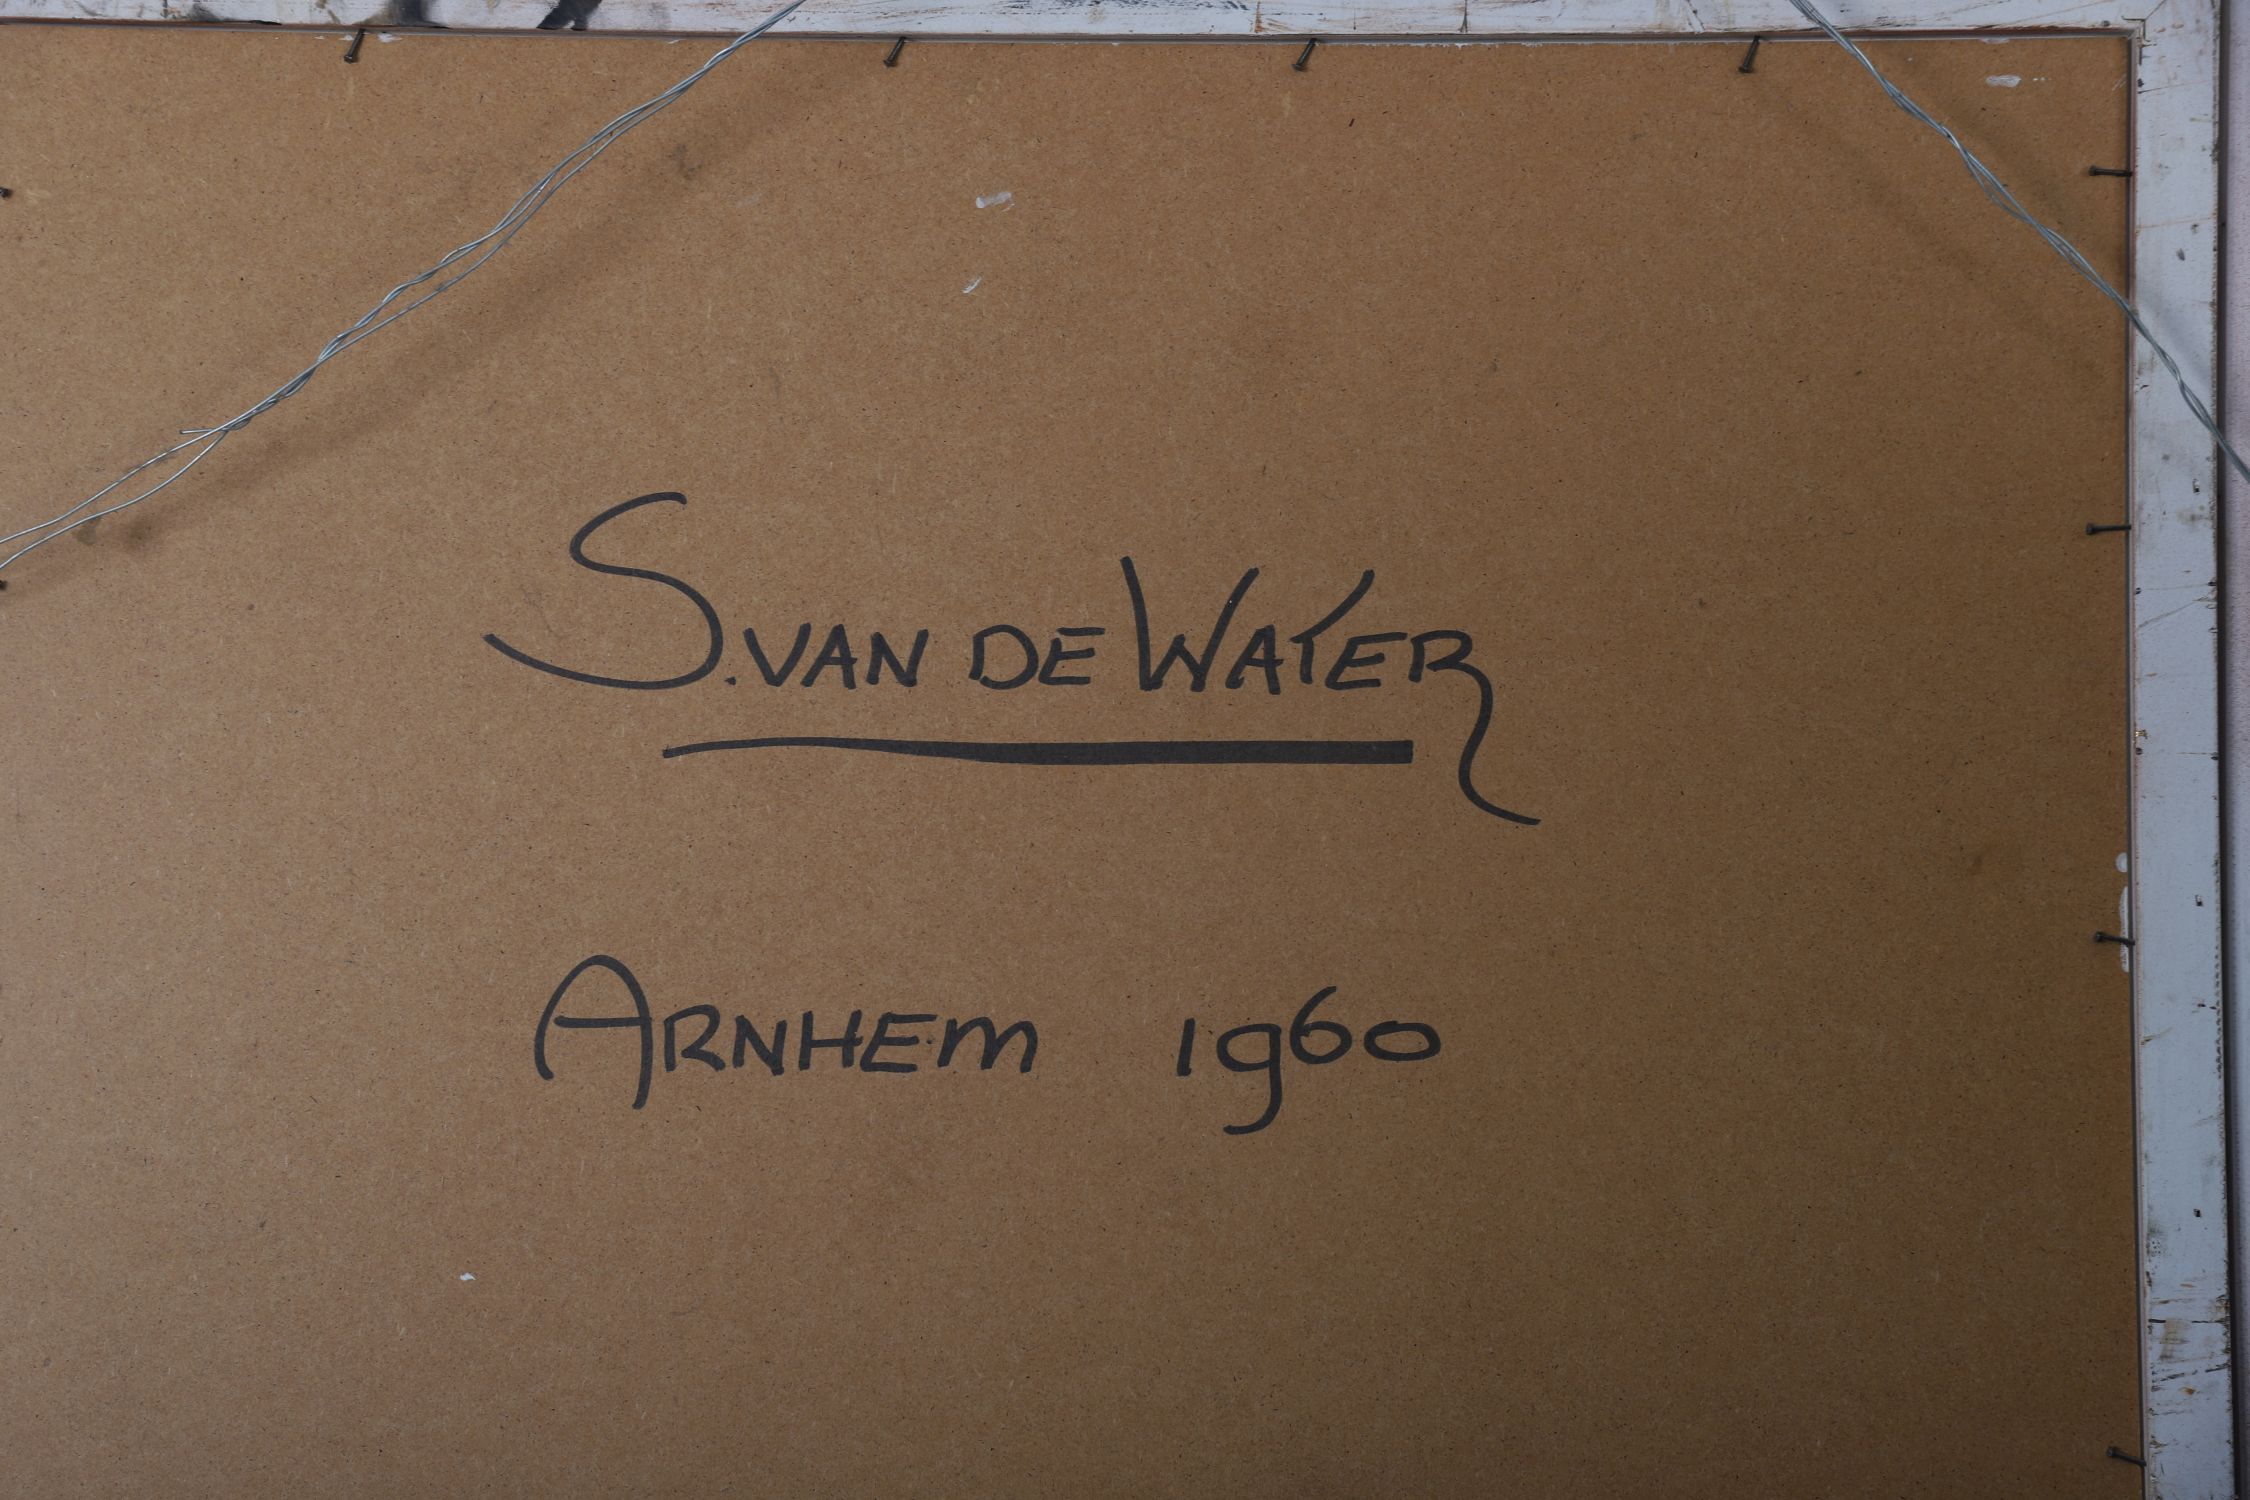 S. VAN DE WATER
ARNHEM 1960